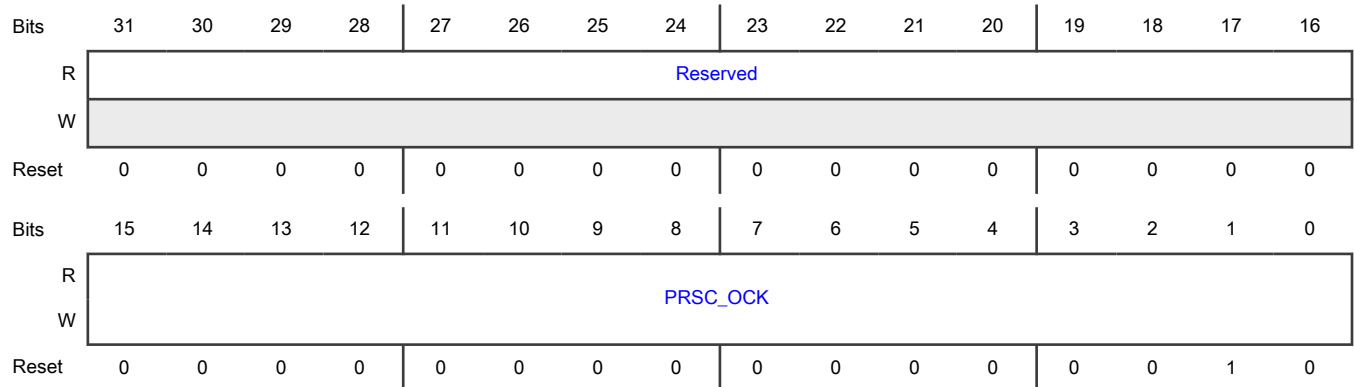 Bits 31 30 29 28 27 26 25 24 23 22 21 20 19 18 17 16
R Reserved
W
Reset 0 0 0 0 0 0 0 0 0 0 0 0 0 0 0 0
Bits 15 14 13 12 11 10 9 8 7 6 5 4 3 2 1 0
R
PRSC_OCK
W
Reset 0 0 0 0 0 0 0 0 0 0 0 0 0 0 1 0